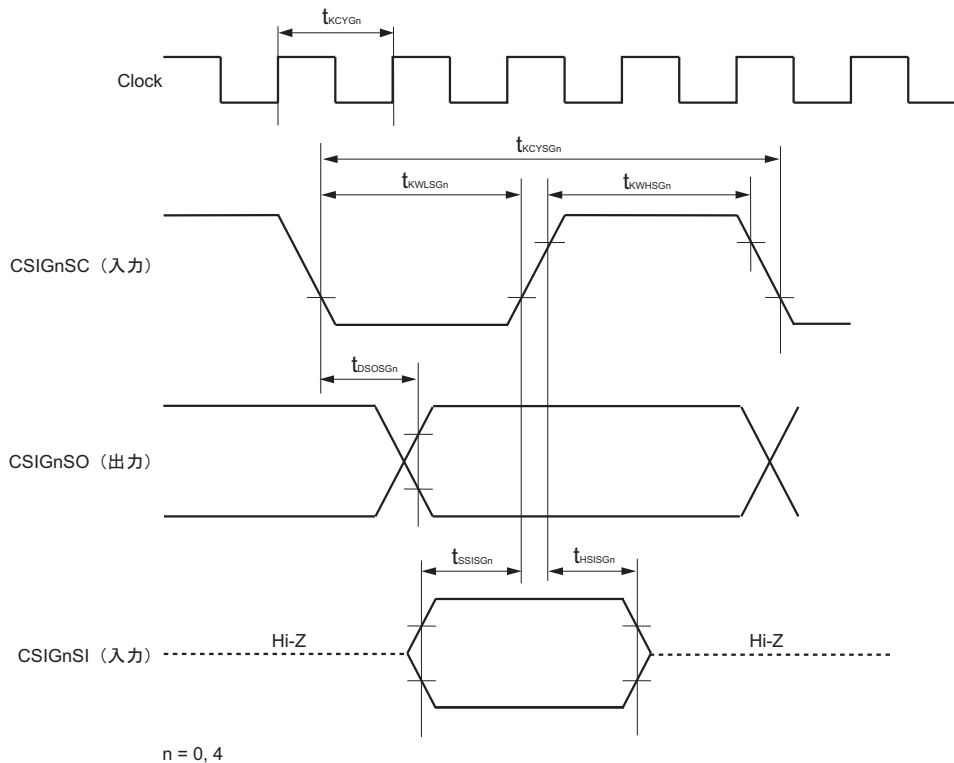 tKCYGn
Clock
tKCYSGn
tKWLSGn
tKWHSGn
CSIGnSC（入力）
tDSOSGn
CSIGnSO（出力）
tSSISGn
tHSISGn
Hi-Z
Hi-Z
CSIGnSI（入力）
n = 0, 4